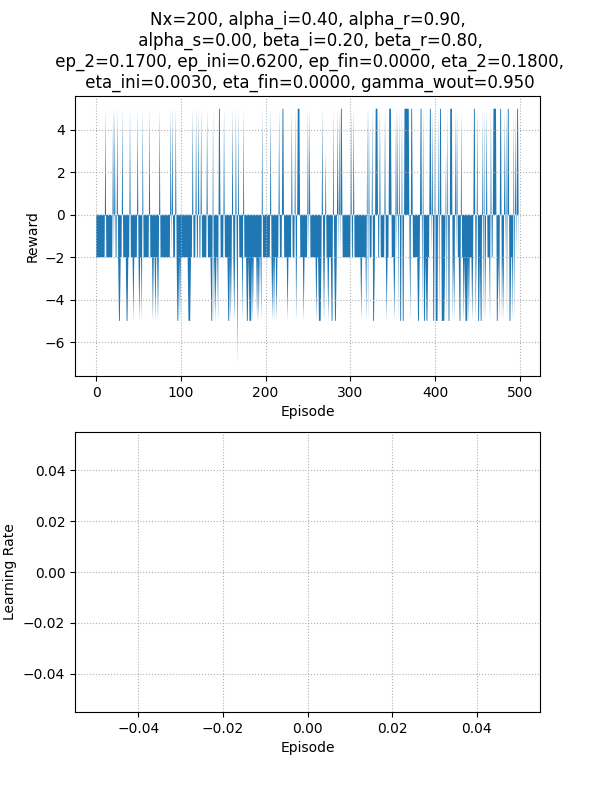 Nx=200, alpha_i=0.40, alpha_r=0.90,
alpha_s=0.00, beta_i=0.20, beta_r=0.80,
ep_2=0.1700, ep_ini=0.6200, ep_fin=0.0000, eta_2=0.1800,
eta_ini=0.0030, eta_fin=0.0000, gamma_wout=0.950
4
2
0
−2
−4
−6
Reward
0 100 200 300 400 500
Episode
0.04
0.02
0.00
−0.02
−0.04
Learning Rate
−0.04 −0.02 0.00 0.02 0.04
Episode